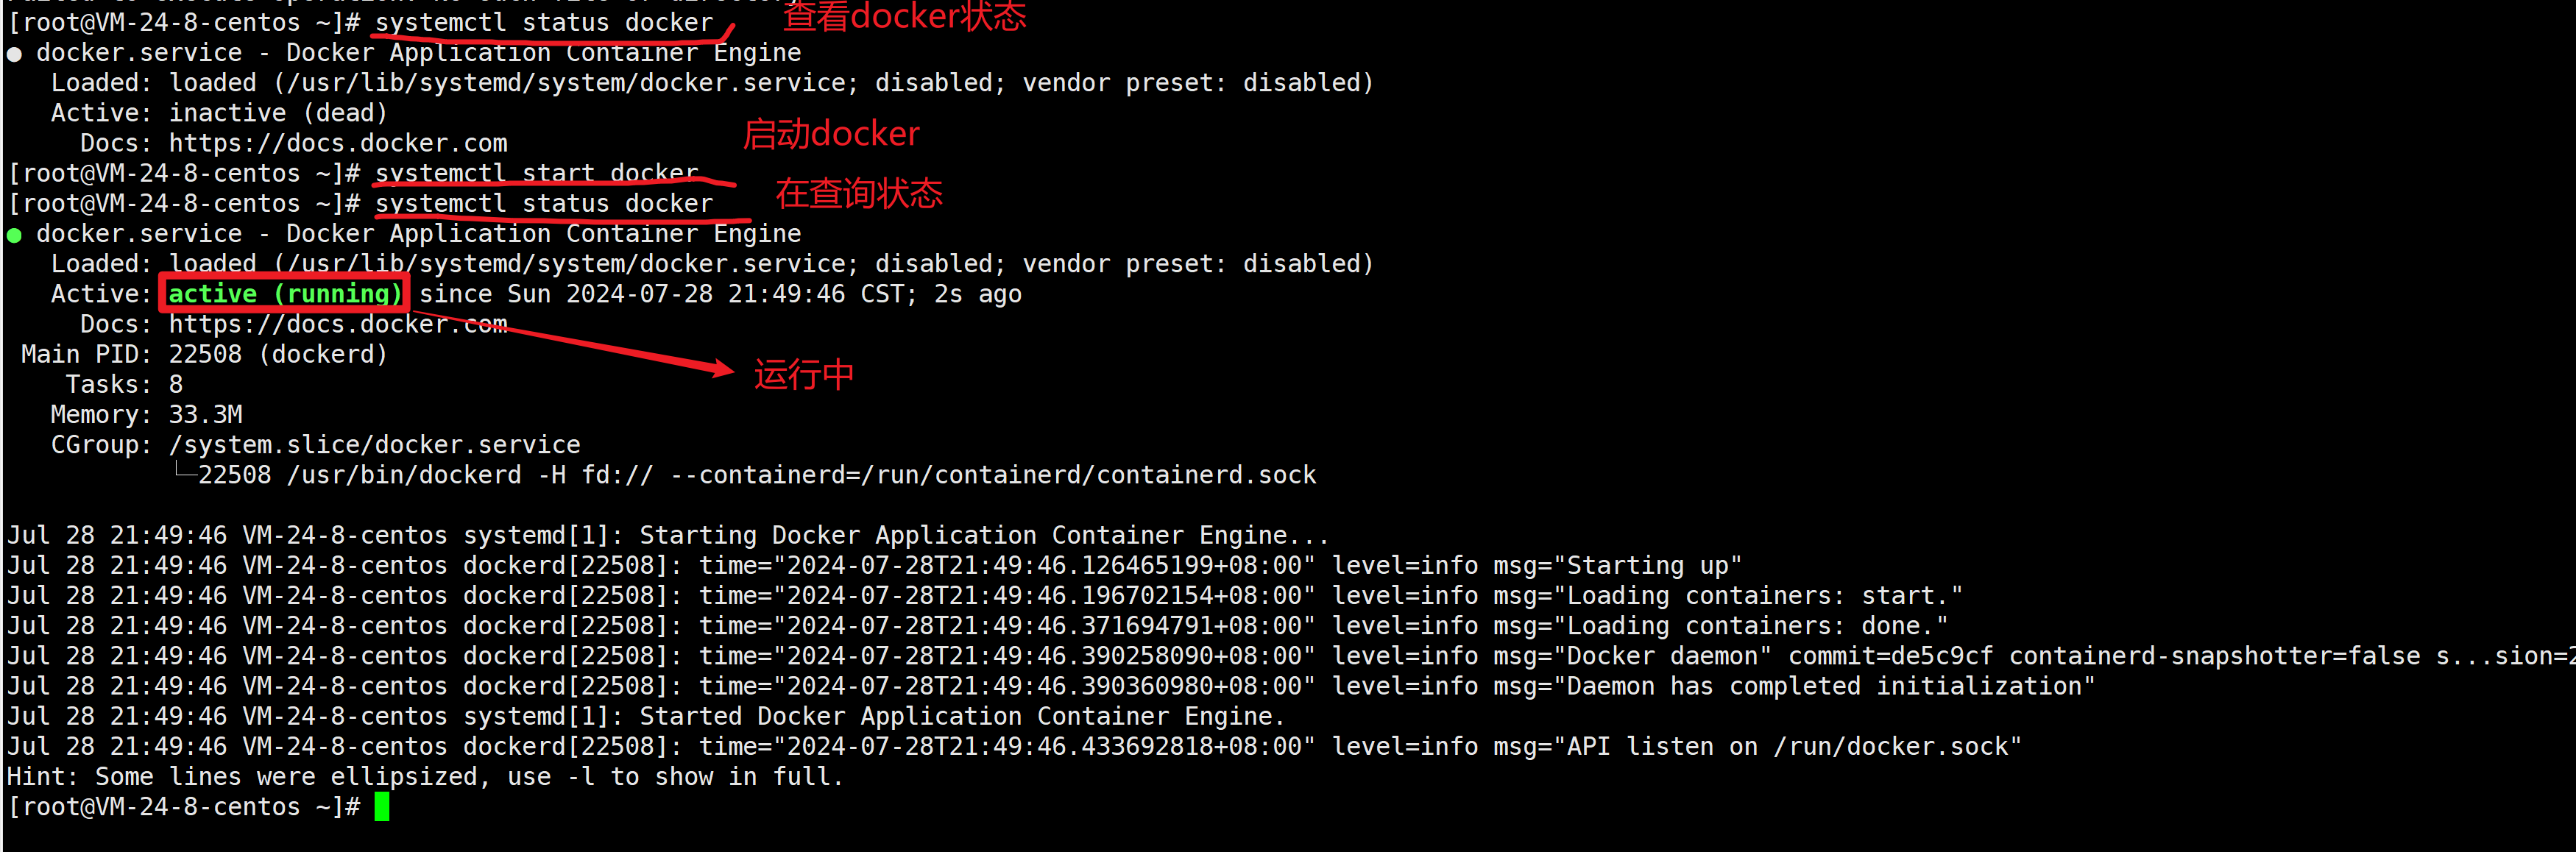 [root@VM-24-8-centos ~]# systemctl status docker 查看docker状态
● docker.service - Docker Application Container Engine
Loaded: loaded (/usr/lib/systemd/system/docker.service; disabled; vendor preset: disabled)
Active: inactive (dead)
Docs: https://docs.docker.com
启动docker
[root@VM-24-8-centos ~]# systemctl start docker
[root@VM-24-8-centos ~]# systemctl status docker 在查询状态
● docker.service - Docker Application Container Engine
Loaded: loaded (/usr/lib/systemd/system/docker.service; disabled; vendor preset: disabled)
Active: active (running) since Sun 2024-07-28 21:49:46 CST; 2s ago
Docs: https://docs.docker.com
Main PID: 22508 (dockerd)
运行中
Tasks: 8
Memory: 33.3M
CGroup: /system.slice/docker.service
└─22508 /usr/bin/dockerd -H fd:// --containerd=/run/containerd/containerd.sock
Jul 28 21:49:46 VM-24-8-centos systemd[1]: Starting Docker Application Container Engine...
Jul 28 21:49:46 VM-24-8-centos dockerd[22508]: time="2024-07-28T21:49:46.126465199+08:00" level=info msg="Starting up"
Jul 28 21:49:46 VM-24-8-centos dockerd[22508]: time="2024-07-28T21:49:46.196702154+08:00" level=info msg="Loading containers: start."
Jul 28 21:49:46 VM-24-8-centos dockerd[22508]: time="2024-07-28T21:49:46.371694791+08:00" level=info msg="Loading containers: done."
Jul 28 21:49:46 VM-24-8-centos dockerd[22508]: time="2024-07-28T21:49:46.390258090+08:00" level=info msg="Docker daemon" commit=de5c9cf containerd-snapshotter=false s...sion=2
Jul 28 21:49:46 VM-24-8-centos dockerd[22508]: time="2024-07-28T21:49:46.390360980+08:00" level=info msg="Daemon has completed initialization"
Jul 28 21:49:46 VM-24-8-centos systemd[1]: Started Docker Application Container Engine.
Jul 28 21:49:46 VM-24-8-centos dockerd[22508]: time="2024-07-28T21:49:46.433692818+08:00" level=info msg="API listen on /run/docker.sock"
Hint: Some lines were ellipsized, use -l to show in full.
[root@VM-24-8-centos ~]#